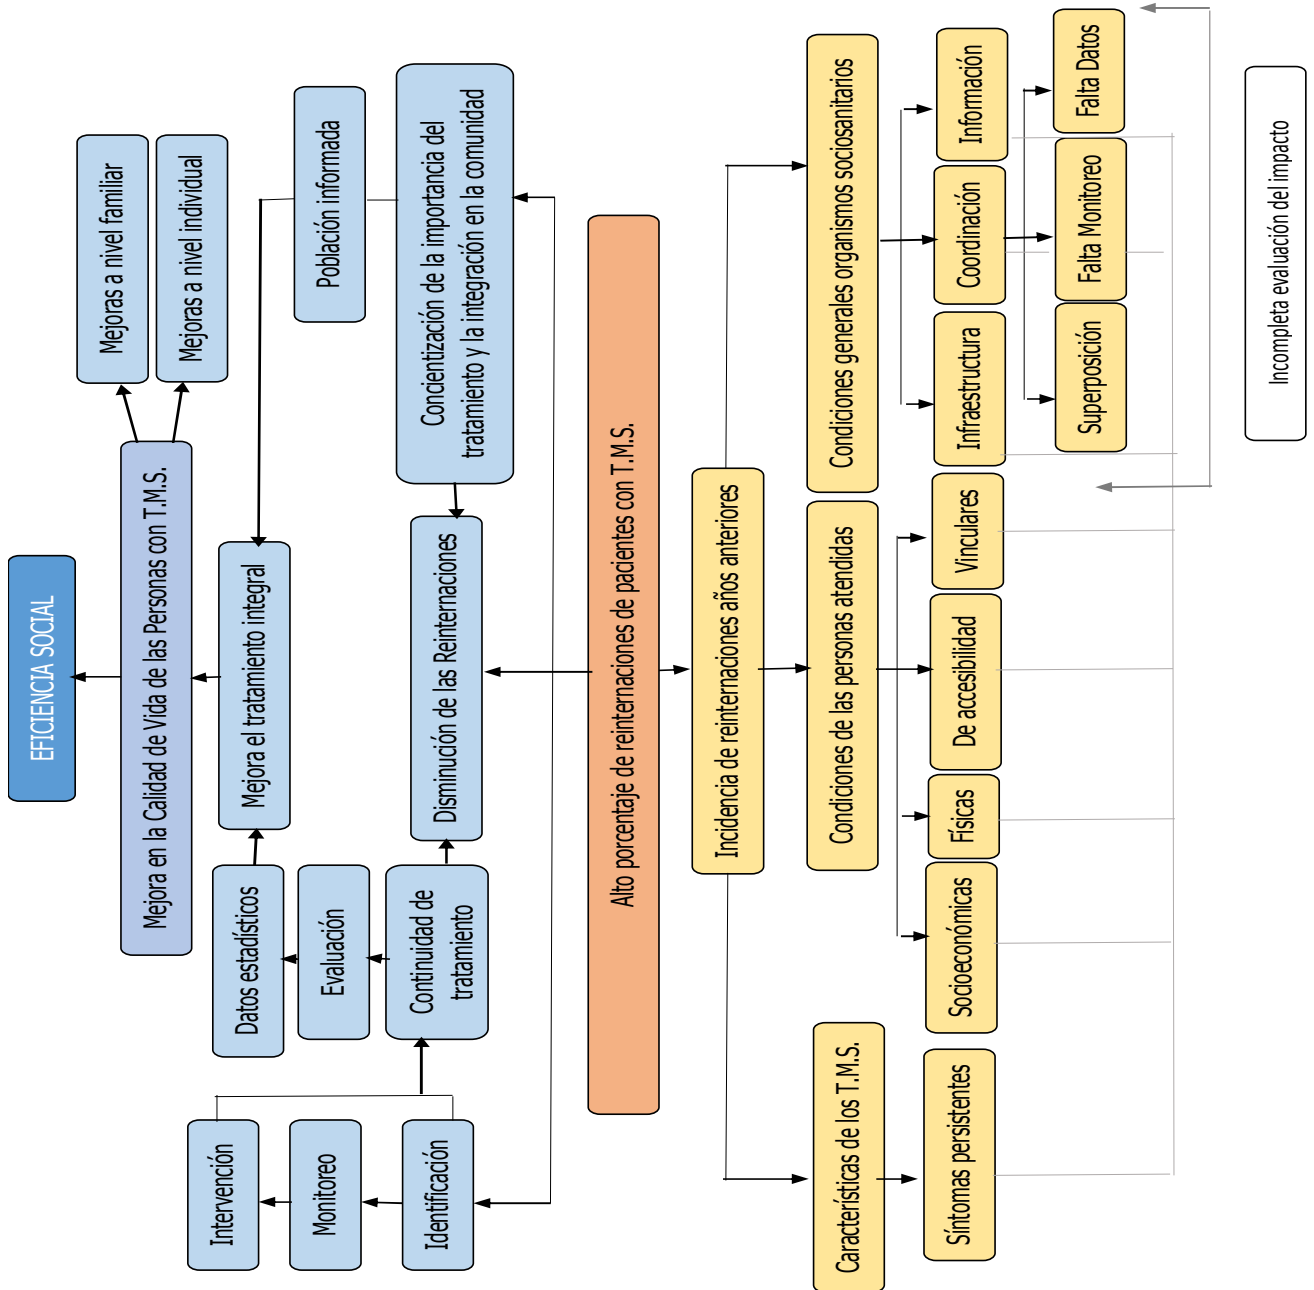 EFICIENCIA SOCIAL
Mejora en la Calidad de Vida de las Personas con T.M.S.
Mejoras a nivel familiar
Mejoras a nivel individual
Mejora el tratamiento integral
Datos estadísticos
Evaluación
Continuidad de
tratamiento
Intervención
Monitoreo
Identificación
Población informada
Concientización de la importancia del
tratamiento y la integración en la comunidad
Disminución de las Reinternaciones
Alto porcentaje de reinternaciones de pacientes con T.M.S.
Incidencia de reinternaciones años anteriores
Características de los T.M.S.
Condiciones de las personas atendidas
Condiciones generales organismos sociosanitarios
Síntomas persistentes
Socioeconómicas
Físicas
De accesibilidad
Vinculares
Infraestructura
Coordinación
Información
Superposición
Falta Monitoreo
Falta Datos
Incompleta evaluación del impacto